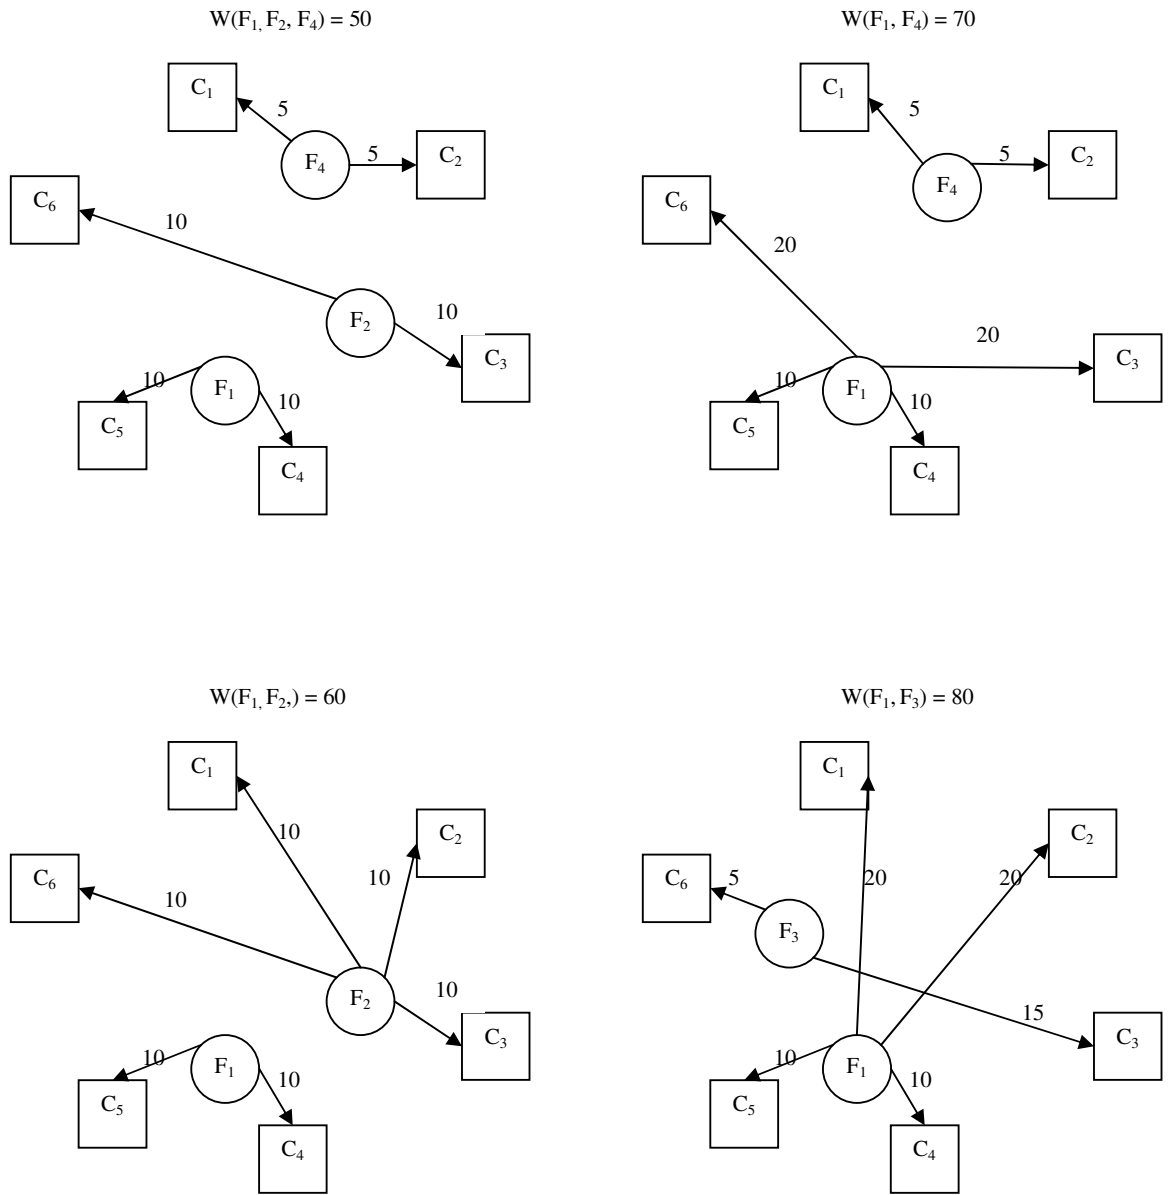 W(F₁, F₂, F₄) = 50
C₁
5
F₄
5
C₂
C₆
10
F₂
10
C₃
10
F₁
10
C₅
C₄
W(F₁, F₄) = 70
C₁
5
F₄
5
C₂
C₆
20
20
C₃
10
F₁
10
C₅
C₄
W(F₁, F₂,) = 60
C₁
10
C₂
10
C₆
10
F₂
10
C₃
10
F₁
10
C₅
C₄
W(F₁, F₃) = 80
C₁
C₂
C₆
5
20
20
F₃
15
C₃
10
F₁
10
C₅
C₄